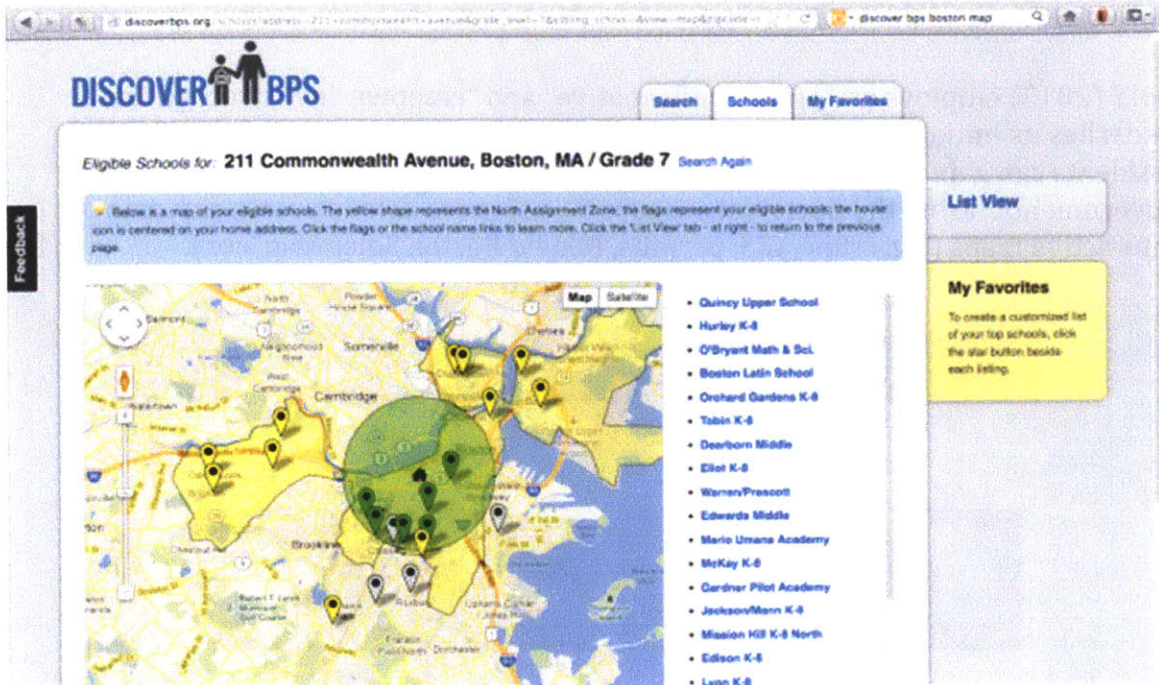 discoverbps.org
discover bps boston map
DISCOVER BPS
Search
Schools
My Favorites
Eligible Schools for: 211 Commonwealth Avenue, Boston, MA / Grade 7 Search Again
Below is a map of your eligible schools. The yellow shape represents the North Assignment Zone; the flags represent your eligible schools; the house
icon is centered on your home address. Click the flags or the school name links to learn more. Click the 'List View' tab - at right - to return to the previous
page.
Feedback
List View
My Favorites
To create a customized list
of your top schools, click
the star button beside
each listing.
Map
Satellite
North
Cambridge
Somerville
Chelsea
West
Cambridge
Cambridge
Brookline
Dorchester
• Quincy Upper School
• Hurley K-8
• O'Bryant Math & Sci.
• Boston Latin School
• Orchard Gardens K-8
• Tobin K-8
• Dearborn Middle
• Eliot K-8
• Warren/Prescott
• Edwards Middle
• Mario Umana Academy
• McKay K-8
• Gardner Pilot Academy
• Jackson/Mann K-8
• Mission Hill K-8 North
• Edison K-8
• Lyon K-8